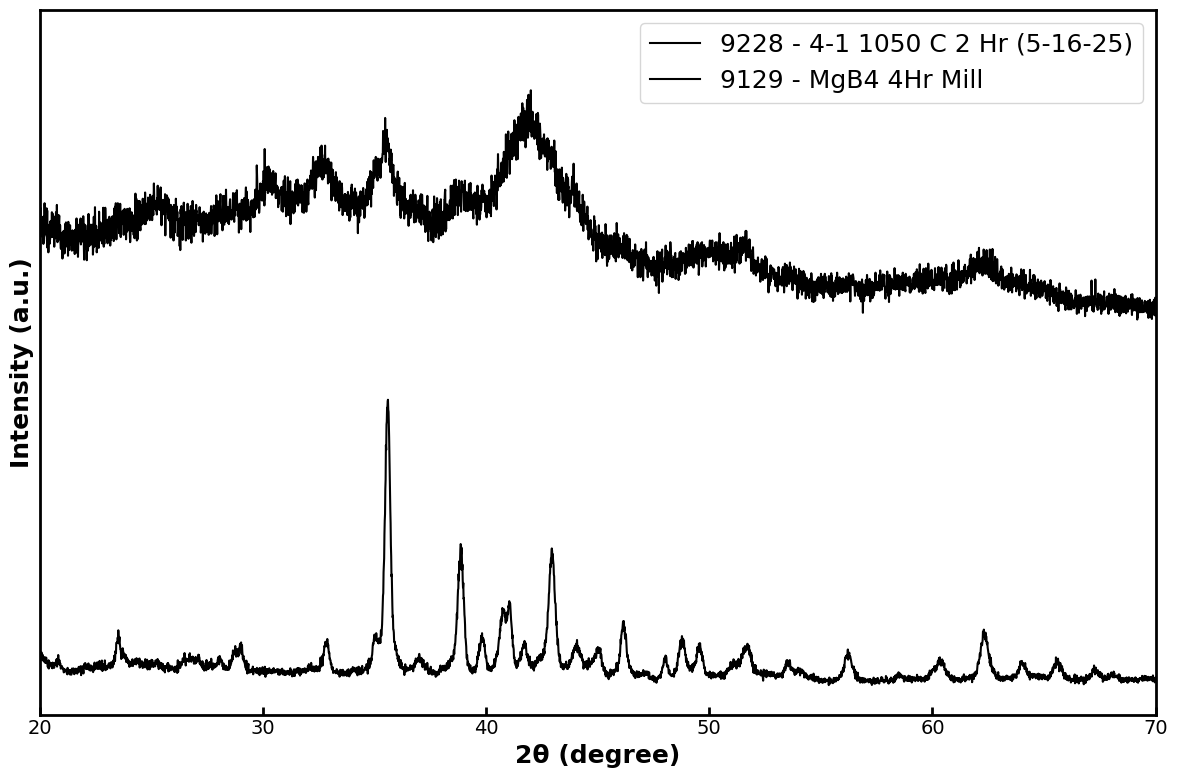 9228 - 4-1 1050 C 2 Hr (5-16-25)
9129 - MgB4 4Hr Mill
Intensity (a.u.)
20 30 40 50 60 70
2θ (degree)